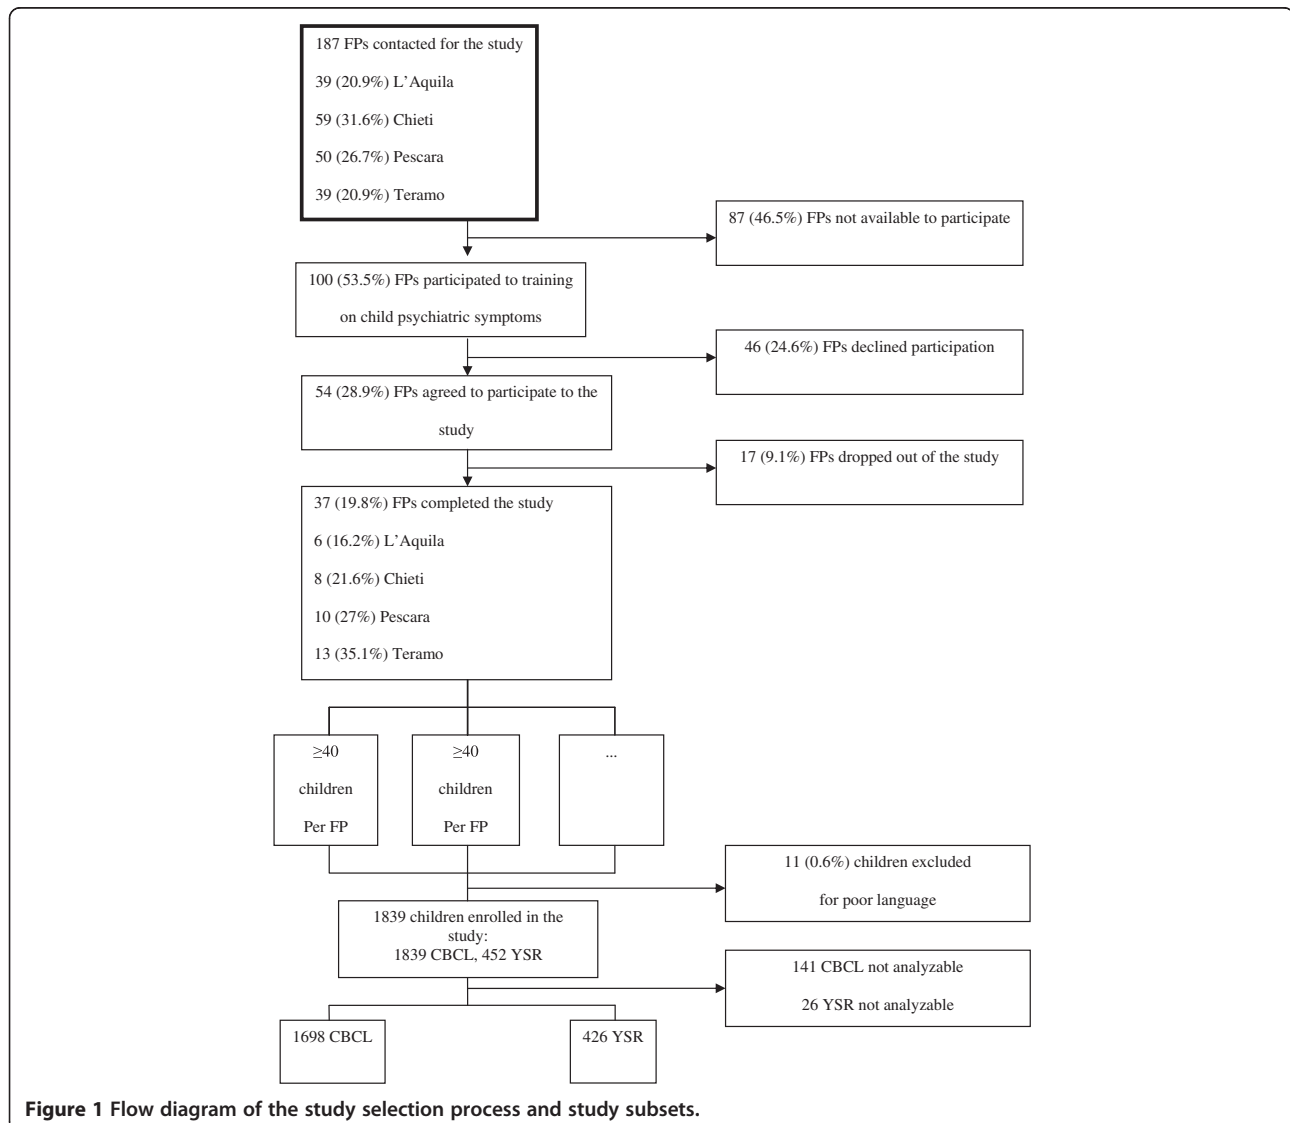 187 FPs contacted for the study
39 (20.9%) L’Aquila
59 (31.6%) Chieti
50 (26.7%) Pescara
39 (20.9%) Teramo
87 (46.5%) FPs not available to participate
100 (53.5%) FPs participated to training
on child psychiatric symptoms
46 (24.6%) FPs declined participation
54 (28.9%) FPs agreed to participate to the
study
17 (9.1%) FPs dropped out of the study
37 (19.8%) FPs completed the study
6 (16.2%) L’Aquila
8 (21.6%) Chieti
10 (27%) Pescara
13 (35.1%) Teramo
≥40
children
Per FP
≥40
children
Per FP
...
11 (0.6%) children excluded
for poor language
1839 children enrolled in the
study:
1839 CBCL, 452 YSR
141 CBCL not analyzable
26 YSR not analyzable
1698 CBCL
426 YSR
Figure 1 Flow diagram of the study selection process and study subsets.